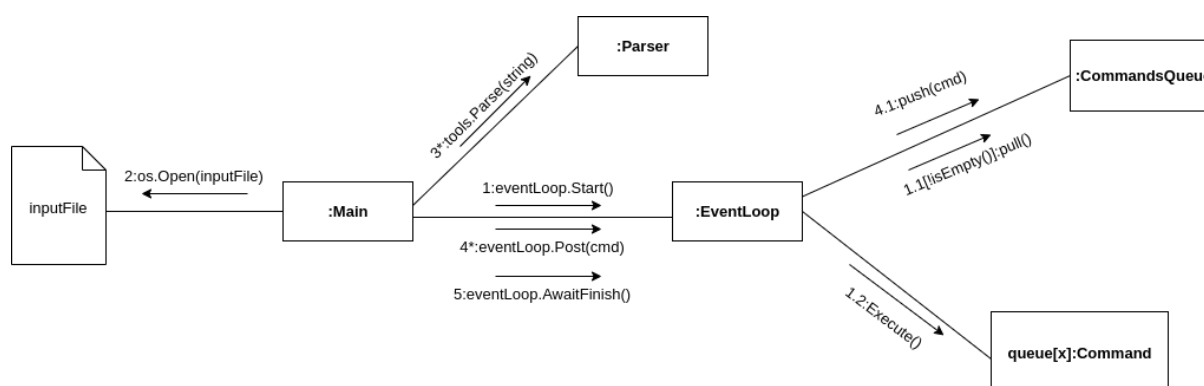 :Parser
:CommandsQueue
3*:tools.Parse(string)
4.1:push(cmd)
1.1[!isEmpty()]:pull()
2:os.Open(inputFile)
inputFile
:Main
1:eventLoop.Start()
:EventLoop
4*:eventLoop.Post(cmd)
5:eventLoop.AwaitFinish()
1.2:Execute()
queue[x]:Command